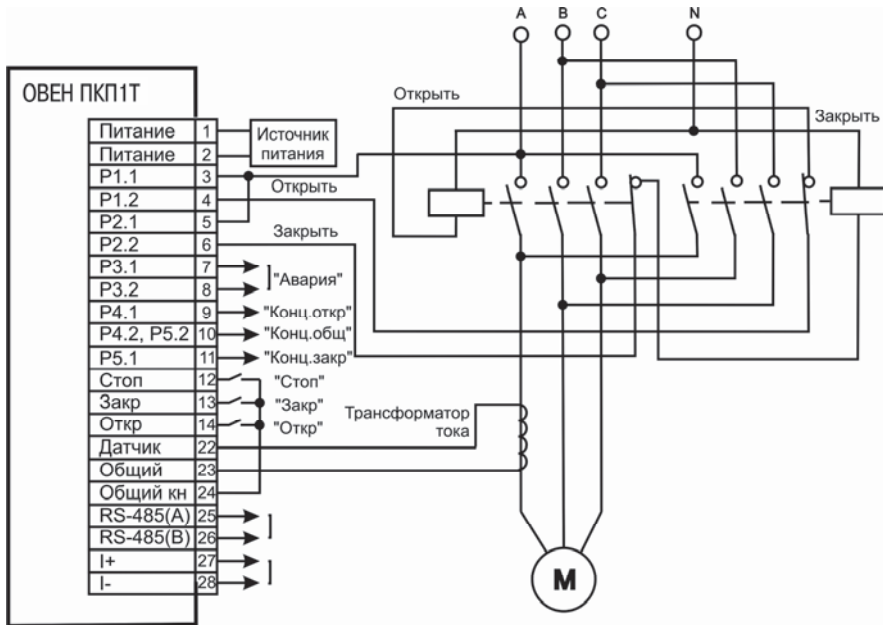 A B C N
ОВЕН ПКП1Т
Открыть
Закрыть
Питание 1
Источник питания
Питание 2
P1.1 3
P1.2 4
Открыть
P2.1 5
P2.2 6
Закрыть
P3.1 7
"Авария"
P3.2 8
P4.1 9 "Конц.откр"
P4.2, P5.2 10 "Конц.общ"
P5.1 11 "Конц.закр"
Стоп 12 "Стоп"
Закр 13 "Закр"
Откр 14 "Откр"
Трансформатор
тока
Датчик 22
Общий 23
Общий кн 24
RS-485(A) 25
RS-485(B) 26
I+ 27
I- 28
M